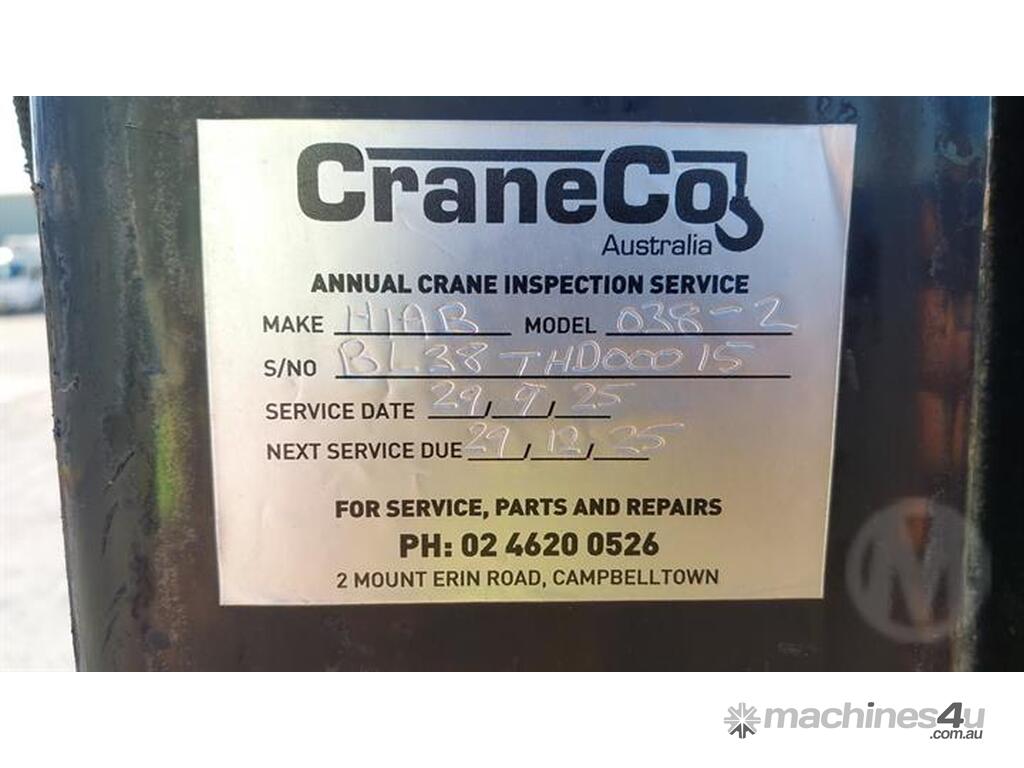 CraneCo
Australia
ANNUAL CRANE INSPECTION SERVICE
MAKE HIAB MODEL 038-2
S/NO BL38THD00015
SERVICE DATE 29/9/25
NEXT SERVICE DUE 29/12/25
FOR SERVICE, PARTS AND REPAIRS
PH: 02 4620 0526
2 MOUNT ERIN ROAD, CAMPBELLTOWN
M
machines4u
.com.au